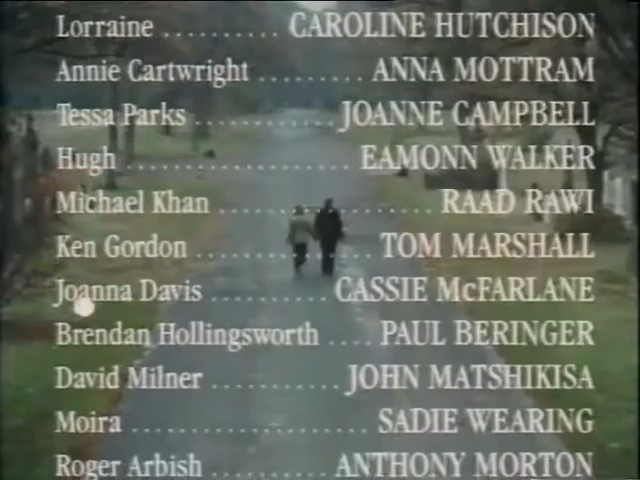 Lorraine ......... CAROLINE HUTCHISON
Annie Cartwright ........ ANNA MOTTRAM
Tessa Parks ........... JOANNE CAMPBELL
Hugh .................. EAMONN WALKER
Michael Khan ................. RAAD RAWI
Ken Gordon .............. TOM MARSHALL
Joanna Davis ......... CASSIE McFARLANE
Brendan Hollingsworth .... PAUL BERINGER
David Milner .......... JOHN MATSHIKISA
Moira ................... SADIE WEARING
Roger Arbish .......... ANTHONY MORTON